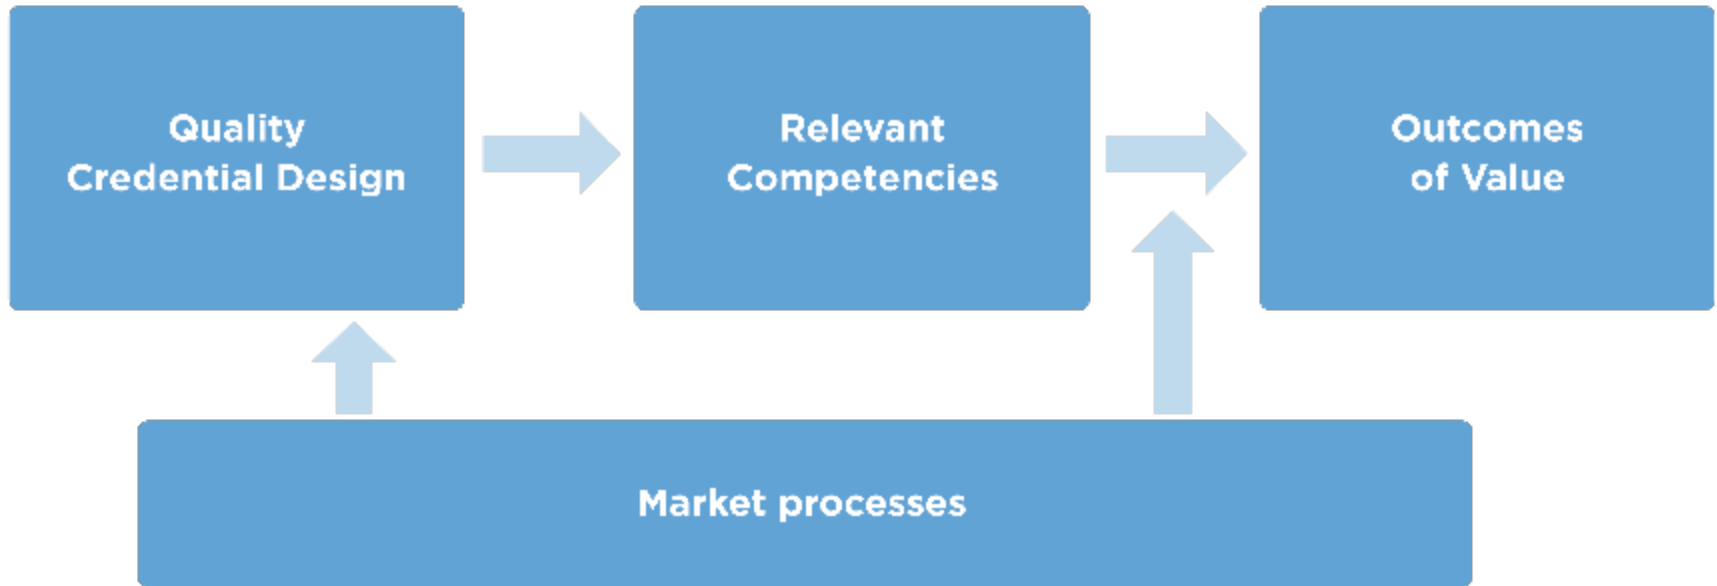 Quality
Credential Design
Relevant
Competencies
Outcomes
of Value
Market processes